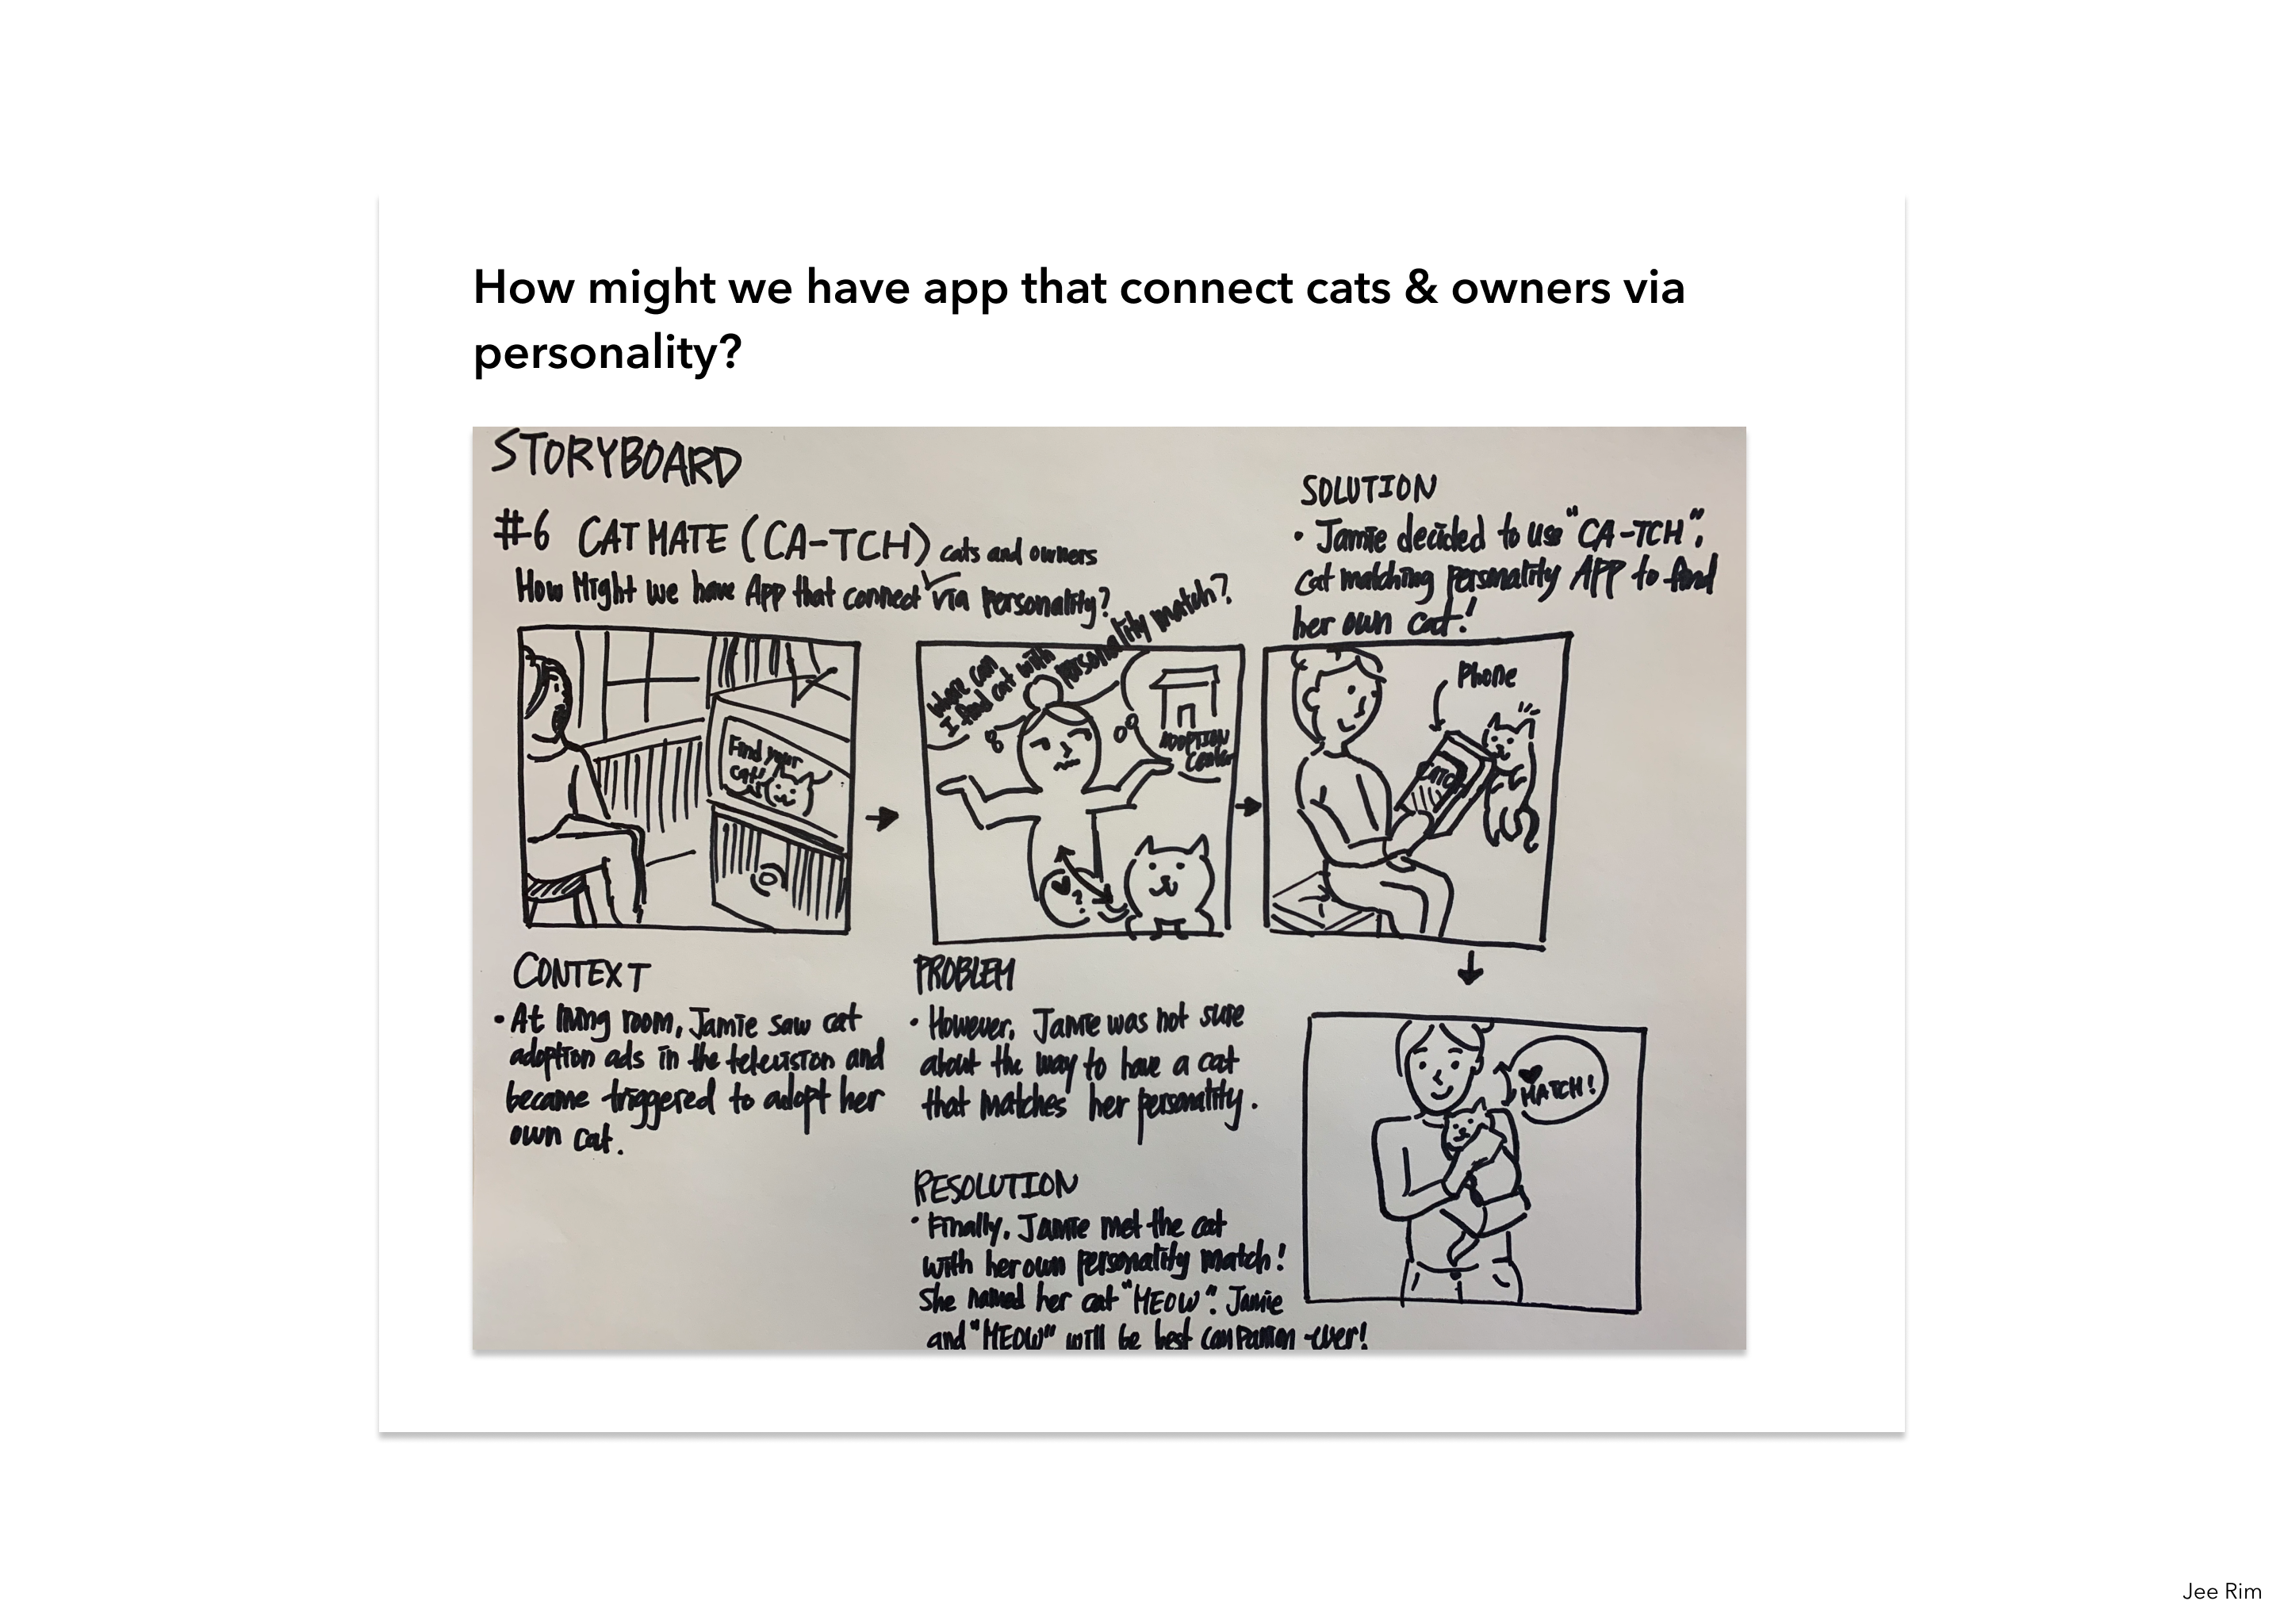 How might we have app that connect cats & owners via
personality?
STORYBOARD
#6 CAT MATE (CA-TCH) cats and owners
How Might we have App that connect via personality?
Find your
cat!
CONTEXT
• At living room, Jamie saw cat
adoption ads in the television and
became triggered to adopt her
own cat.
Where can
I find cat with personality match?
ADOPTION
Center
?
PROBLEM
• However, Jamie was not sure
about the way to have a cat
that matches her personality.
SOLUTION
• Jamie decided to use "CA-TCH",
cat matching personality APP to find
her own cat!
Phone
CATCH
MATCH!
RESOLUTION
• Finally, Jamie met the cat
with her own personality match!
She named her cat "MEOW". Jamie
and "MEOW" will be best companion ever!
Jee Rim